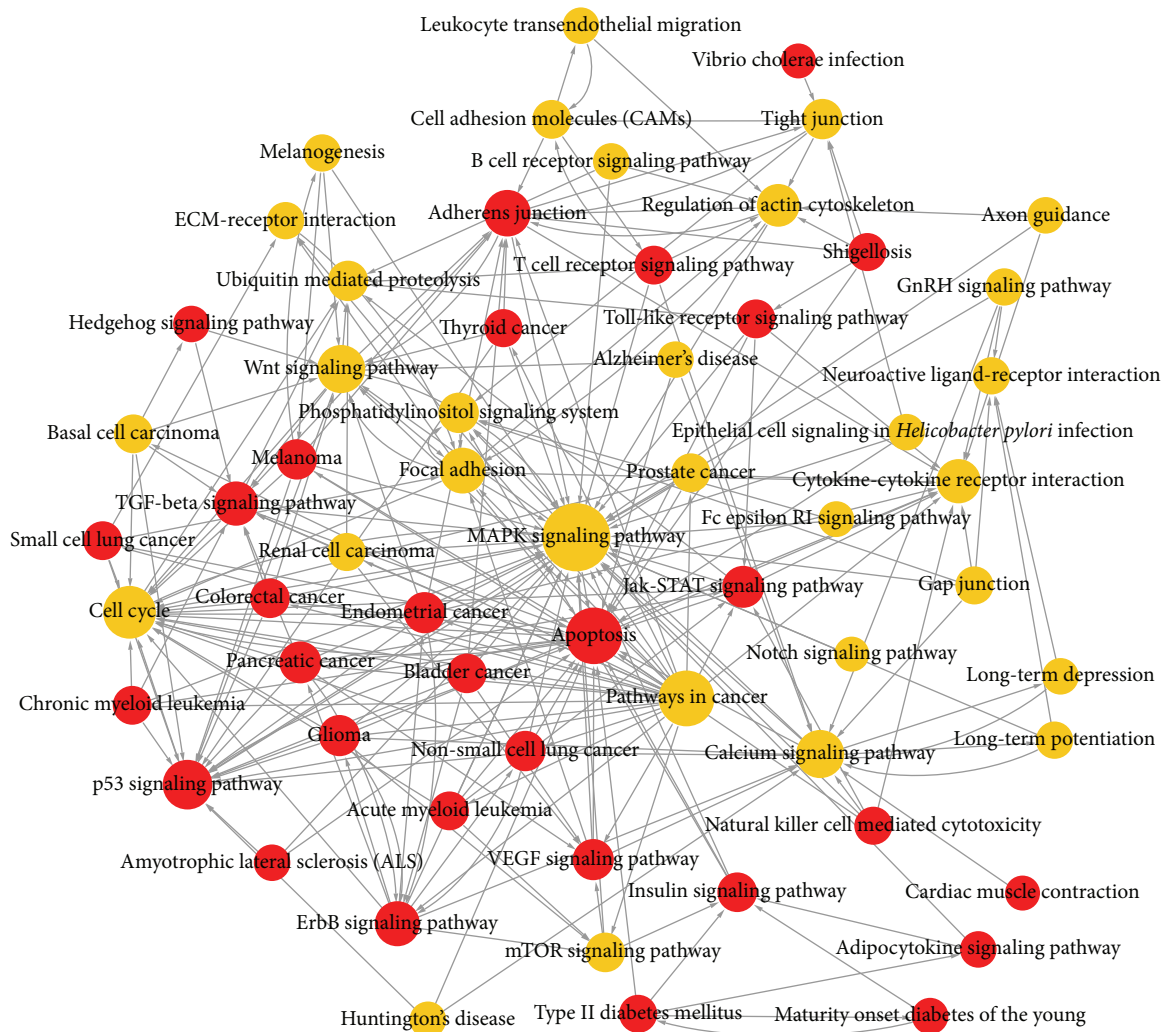 Leukocyte transendothelial migration
Vibrio cholerae infection
Cell adhesion molecules (CAMs)
Tight junction
Melanogenesis
B cell receptor signaling pathway
ECM-receptor interaction
Adherens junction
Regulation of actin cytoskeleton
Axon guidance
Ubiquitin mediated proteolysis
T cell receptor signaling pathway
Shigellosis
GnRH signaling pathway
Hedgehog signaling pathway
Thyroid cancer
Toll-like receptor signaling pathway
Wnt signaling pathway
Alzheimer's disease
Neuroactive ligand-receptor interaction
Phosphatidylinositol signaling system
Basal cell carcinoma
Epithelial cell signaling in Helicobacter pylori infection
Melanoma
Focal adhesion
Prostate cancer
Cytokine-cytokine receptor interaction
TGF-beta signaling pathway
Fc epsilon RI signaling pathway
Small cell lung cancer
Renal cell carcinoma
MAPK signaling pathway
Jak-STAT signaling pathway
Gap junction
Cell cycle
Colorectal cancer
Endometrial cancer
Apoptosis
Pancreatic cancer
Bladder cancer
Notch signaling pathway
Long-term depression
Chronic myeloid leukemia
Pathways in cancer
Glioma
Non-small cell lung cancer
Calcium signaling pathway
Long-term potentiation
p53 signaling pathway
Acute myeloid leukemia
Natural killer cell mediated cytotoxicity
Amyotrophic lateral sclerosis (ALS)
VEGF signaling pathway
Insulin signaling pathway
Cardiac muscle contraction
ErbB signaling pathway
mTOR signaling pathway
Adipocytokine signaling pathway
Huntington's disease
Type II diabetes mellitus
Maturity onset diabetes of the young